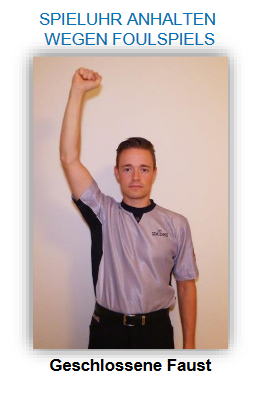 SPIELUHR ANHALTEN
WEGEN FOULSPIELS
Geschlossene Faust